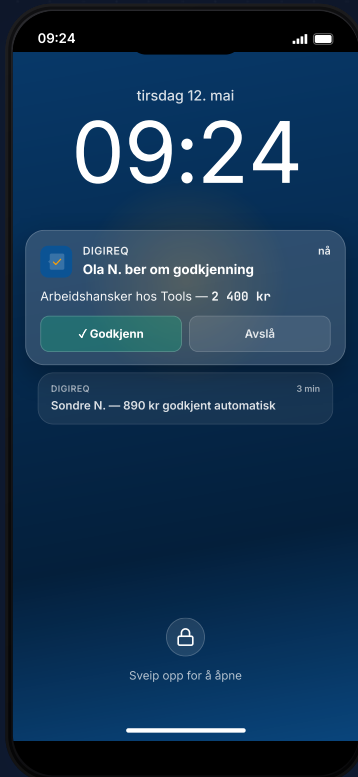 09:24
tirsdag 12. mai
09:24
DIGIREQ nå
Ola N. ber om godkjenning
Arbeidshansker hos Tools — 2 400 kr
✓ Godkjenn Avslå
DIGIREQ 3 min
Sondre N. — 890 kr godkjent automatisk
Sveip opp for å åpne